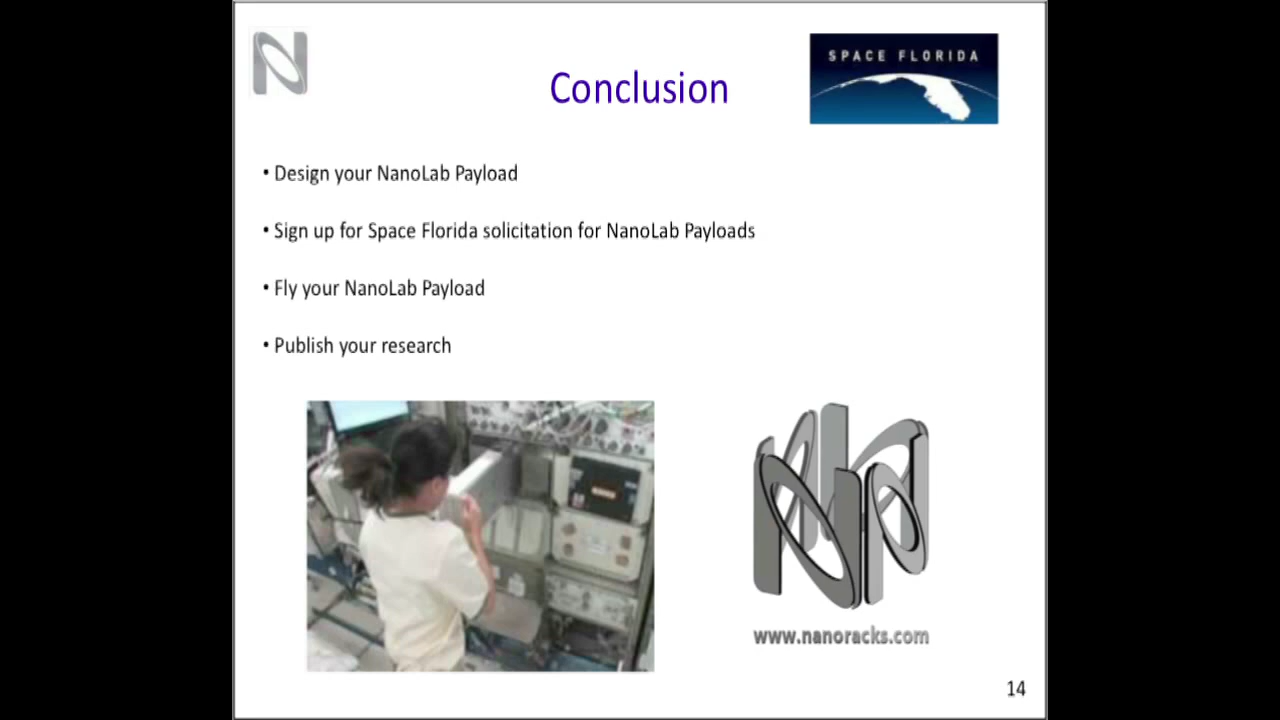 SPACE FLORIDA
Conclusion
• Design your NanoLab Payload
• Sign up for Space Florida solicitation for NanoLab Payloads
• Fly your NanoLab Payload
• Publish your research
www.nanoracks.com
14